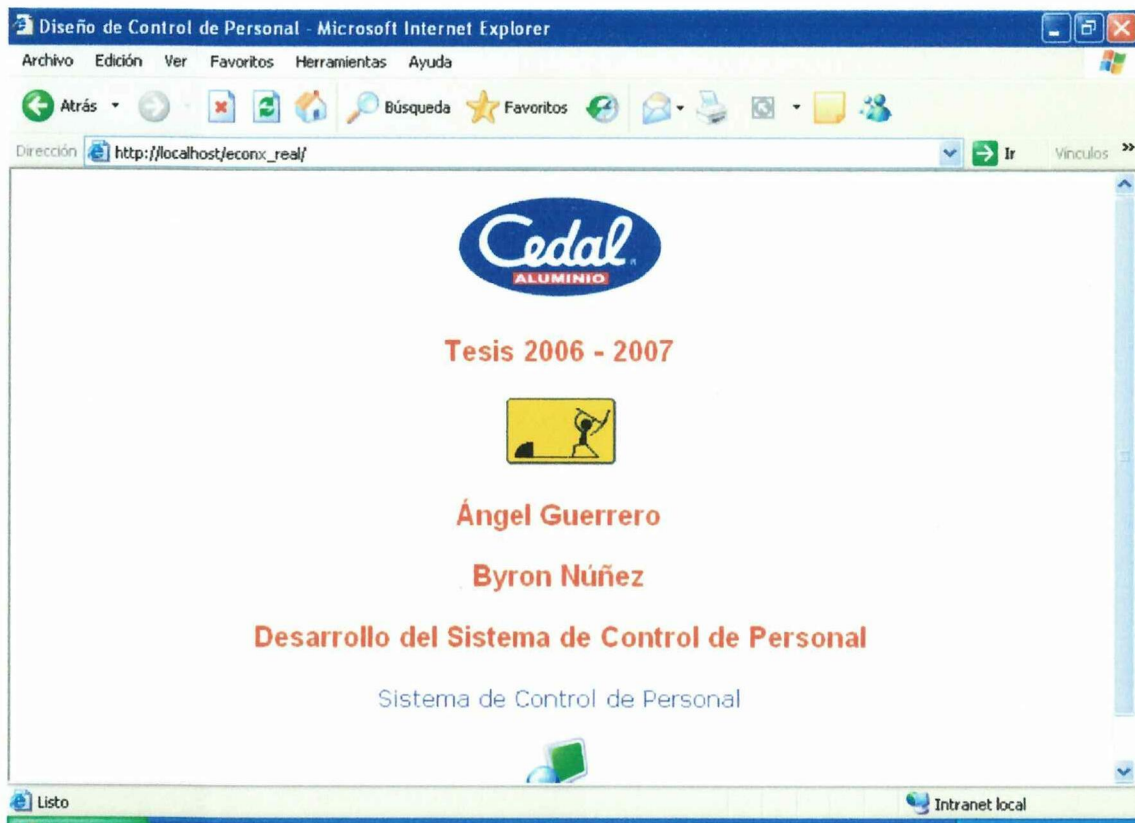 Diseño de Control de Personal - Microsoft Internet Explorer
Archivo Edición Ver Favoritos Herramientas Ayuda
Atrás Búsqueda Favoritos
Dirección http://localhost/econx_real/ Ir Vínculos »
Cedal
ALUMINIO
Tesis 2006 - 2007
Ángel Guerrero
Byron Núñez
Desarrollo del Sistema de Control de Personal
Sistema de Control de Personal
Listo Intranet local